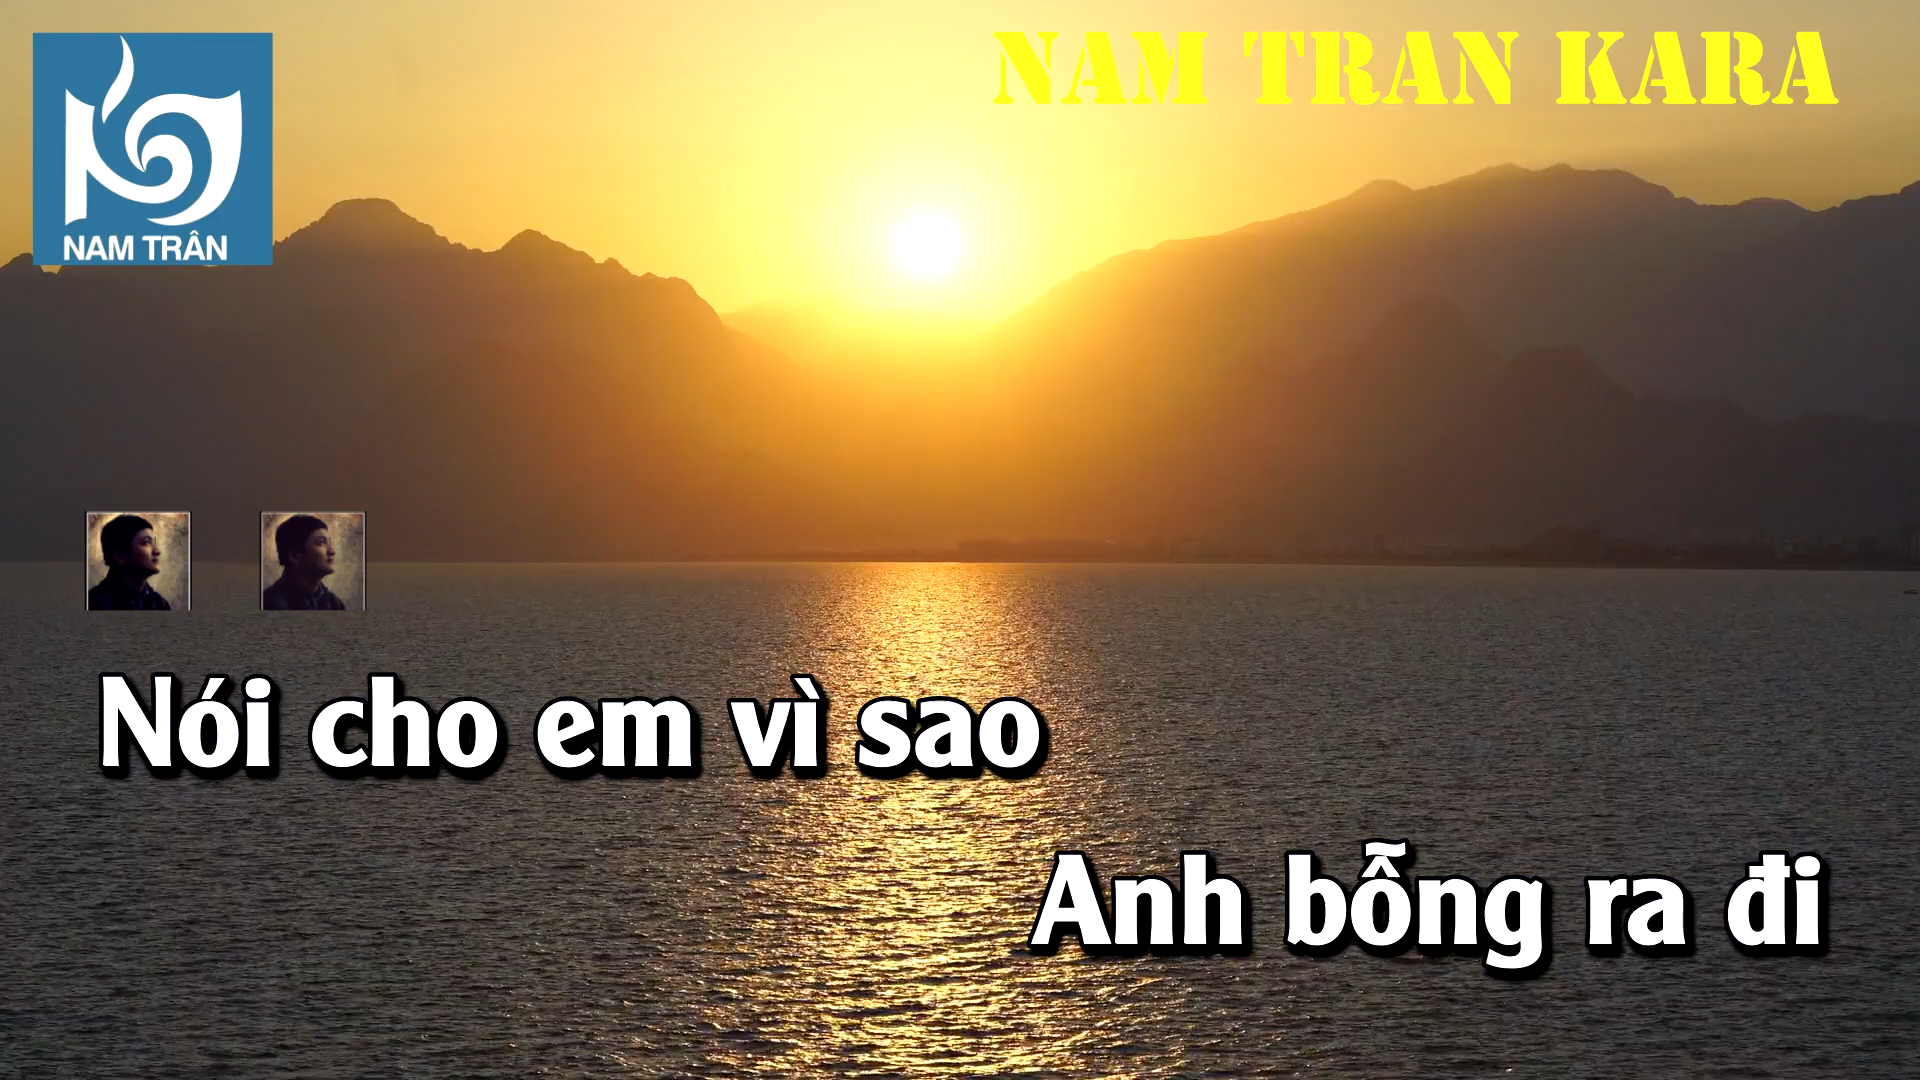 NAM TRAN KARA
NAM TRÂN
Nói cho em vì sao
Anh bỗng ra đi